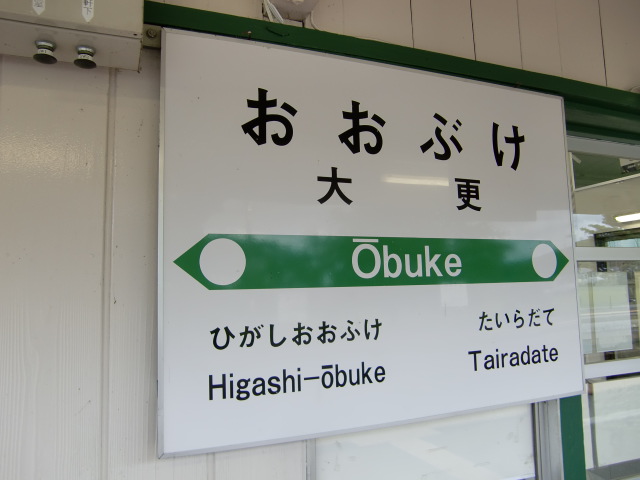 おおぶけ
大更
Ōbuke
ひがしおおぶけ
Higashi-ōbuke
たいらだて
Tairadate